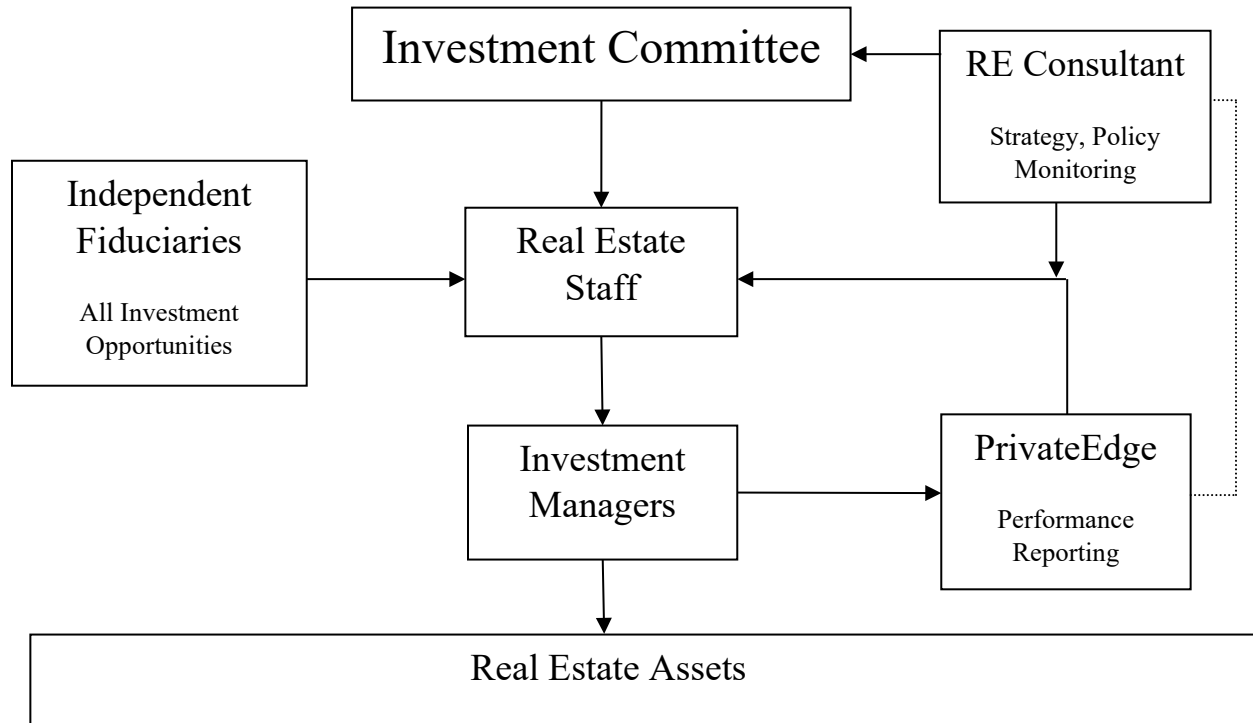 Investment Committee
RE Consultant
Strategy, Policy
Monitoring
Independent
Fiduciaries
All Investment
Opportunities
Real Estate
Staff
Investment
Managers
PrivateEdge
Performance
Reporting
Real Estate Assets